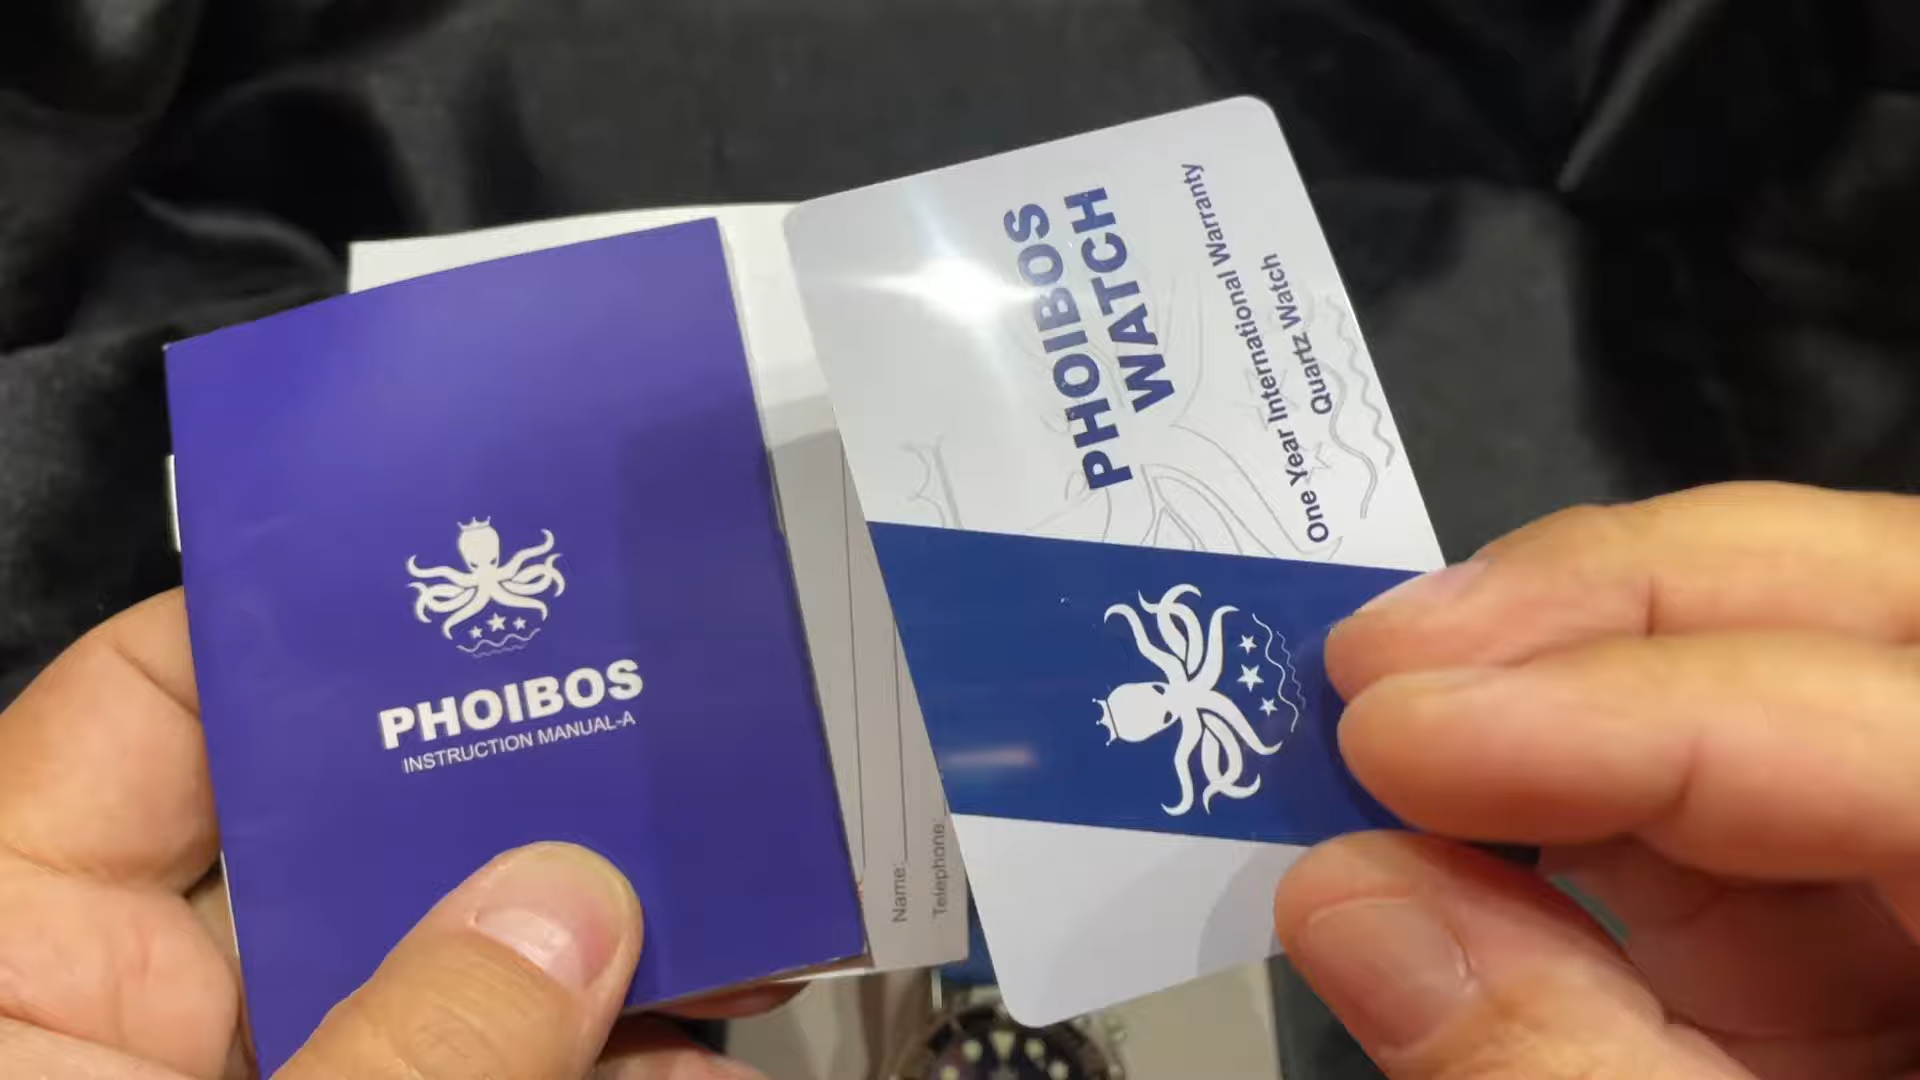 PHOIBOS
INSTRUCTION MANUAL-A
PHOIBOS
WATCH
One Year International Warranty
Quartz Watch
Name:
Telephone: